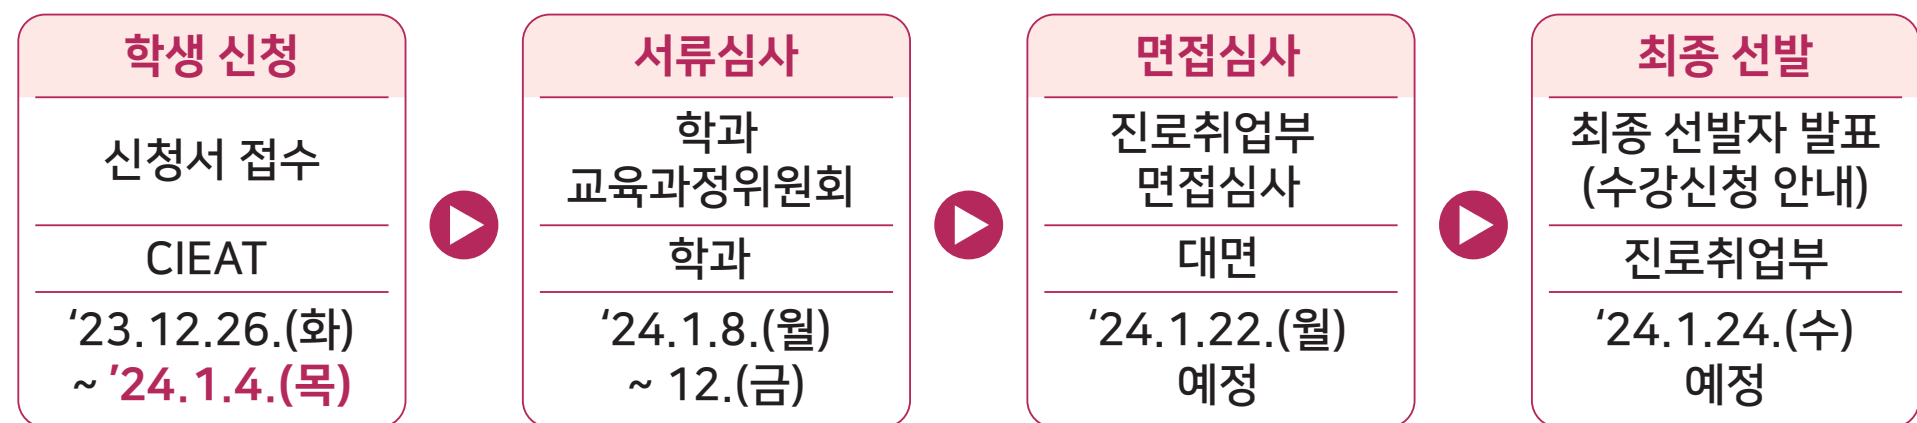 학생 신청
신청서 접수
CIEAT
‘23.12.26.(화)
~ ’24.1.4.(목)
서류심사
학과
교육과정위원회
학과
‘24.1.8.(월)
~ 12.(금)
면접심사
진로취업부
면접심사
대면
‘24.1.22.(월)
예정
최종 선발
최종 선발자 발표
(수강신청 안내)
진로취업부
‘24.1.24.(수)
예정